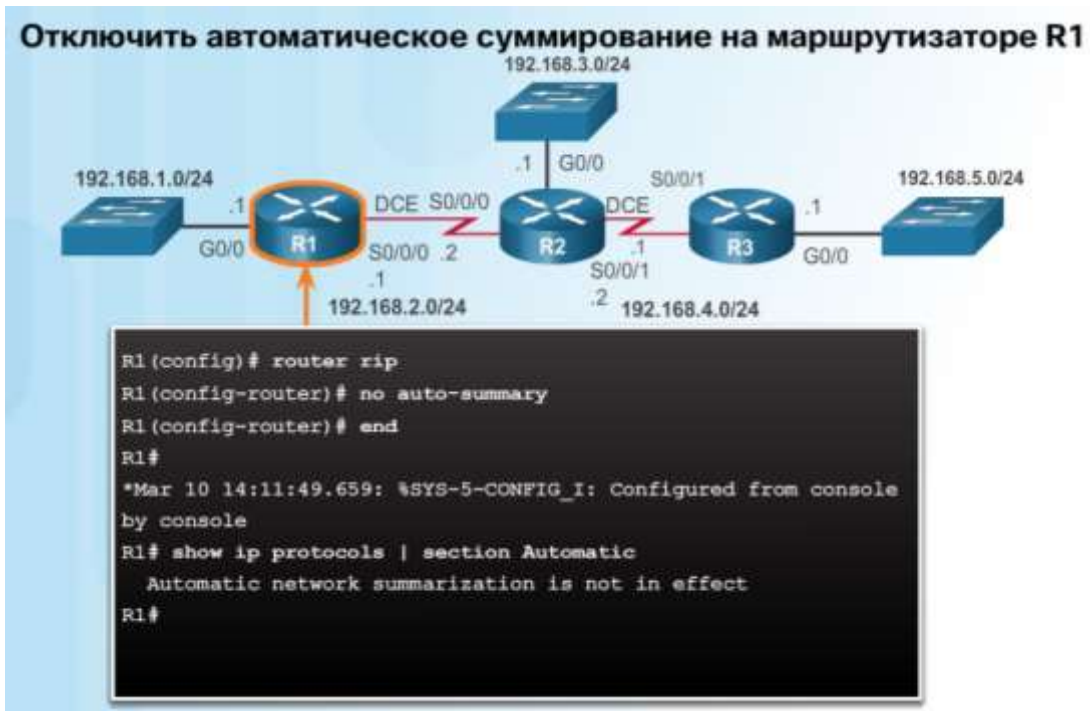 Отключить автоматическое суммирование на маршрутизаторе R1
192.168.3.0/24
.1 G0/0
192.168.1.0/24
S0/0/1
192.168.5.0/24
.1
DCE S0/0/0
DCE
.1
G0/0
R1
S0/0/0 .2
R2
.1
R3
G0/0
.1
S0/0/1
192.168.2.0/24
.2
192.168.4.0/24
R1(config)# router rip
R1(config-router)# no auto-summary
R1(config-router)# end
R1#
*Mar 10 14:11:49.659: %SYS-5-CONFIG_I: Configured from console
by console
R1# show ip protocols | section Automatic
Automatic network summarization is not in effect
R1#